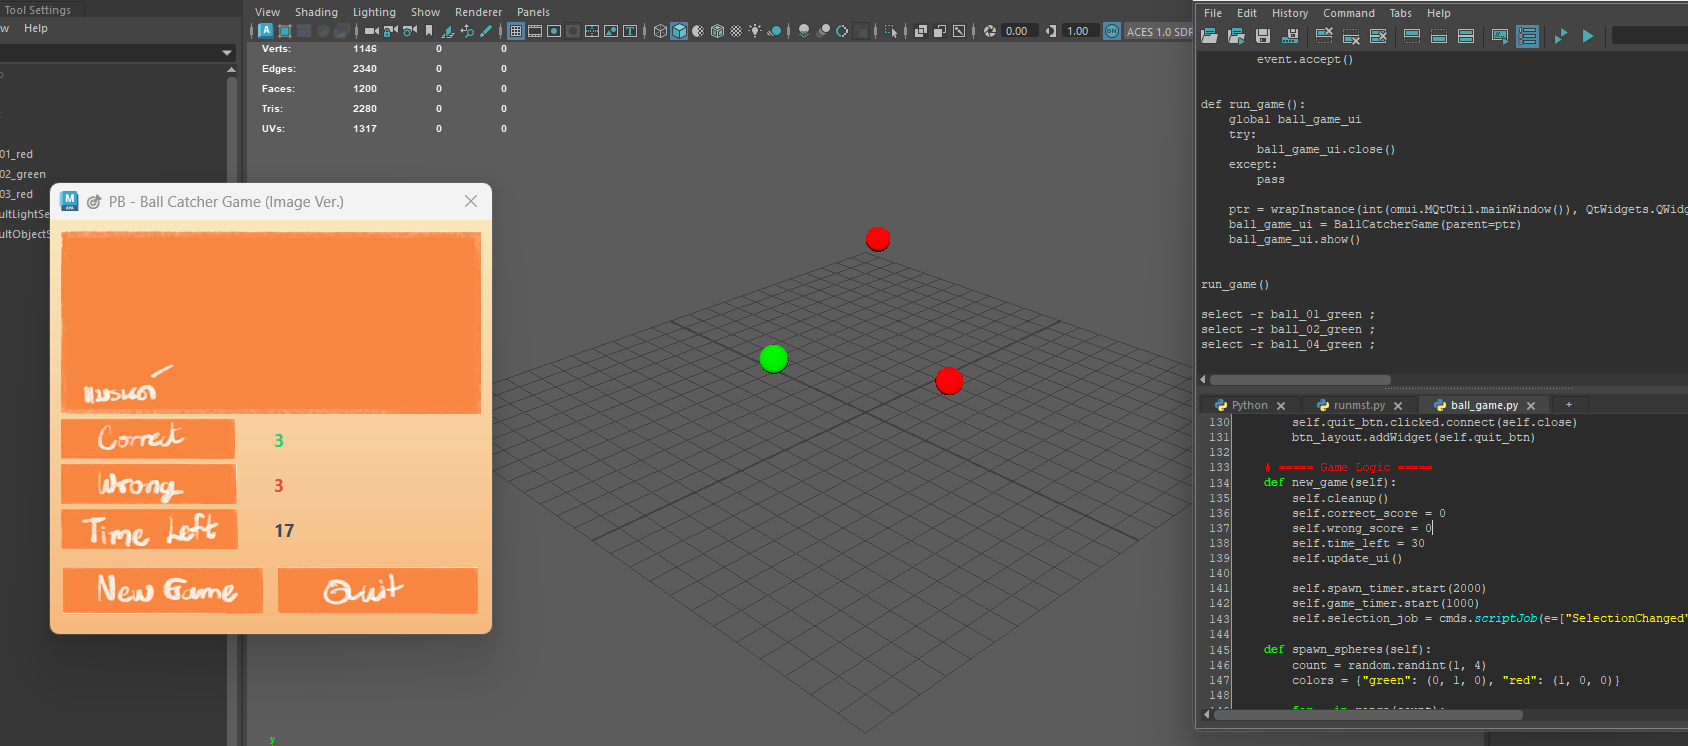 Tool Settings
w Help
01_red
02_green
03_red
ultLightSe
ultObjectS
View Shading Lighting Show Renderer Panels
0.00 1.00 ON ACES 1.0 SDR
Verts: 1146 0 0
Edges: 2340 0 0
Faces: 1200 0 0
Tris: 2280 0 0
UVs: 1317 0 0
y
M
PB - Ball Catcher Game (Image Ver.)
Correct 3
Wrong 3
Time Left 17
New Game Quit
File Edit History Command Tabs Help
event.accept()
def run_game():
global ball_game_ui
try:
ball_game_ui.close()
except:
pass
ptr = wrapInstance(int(omui.MQtUtil.mainWindow()), QtWidgets.QWidg
ball_game_ui = BallCatcherGame(parent=ptr)
ball_game_ui.show()
run_game()
select -r ball_01_green ;
select -r ball_02_green ;
select -r ball_04_green ;
Python runmst.py ball_game.py +
130 self.quit_btn.clicked.connect(self.close)
131 btn_layout.addWidget(self.quit_btn)
132
133 # ===== Game Logic =====
134 def new_game(self):
135 self.cleanup()
136 self.correct_score = 0
137 self.wrong_score = 0
138 self.time_left = 30
139 self.update_ui()
140
141 self.spawn_timer.start(2000)
142 self.game_timer.start(1000)
143 self.selection_job = cmds.scriptJob(e=["SelectionChanged"
144
145 def spawn_spheres(self):
146 count = random.randint(1, 4)
147 colors = {"green": (0, 1, 0), "red": (1, 0, 0)}
148